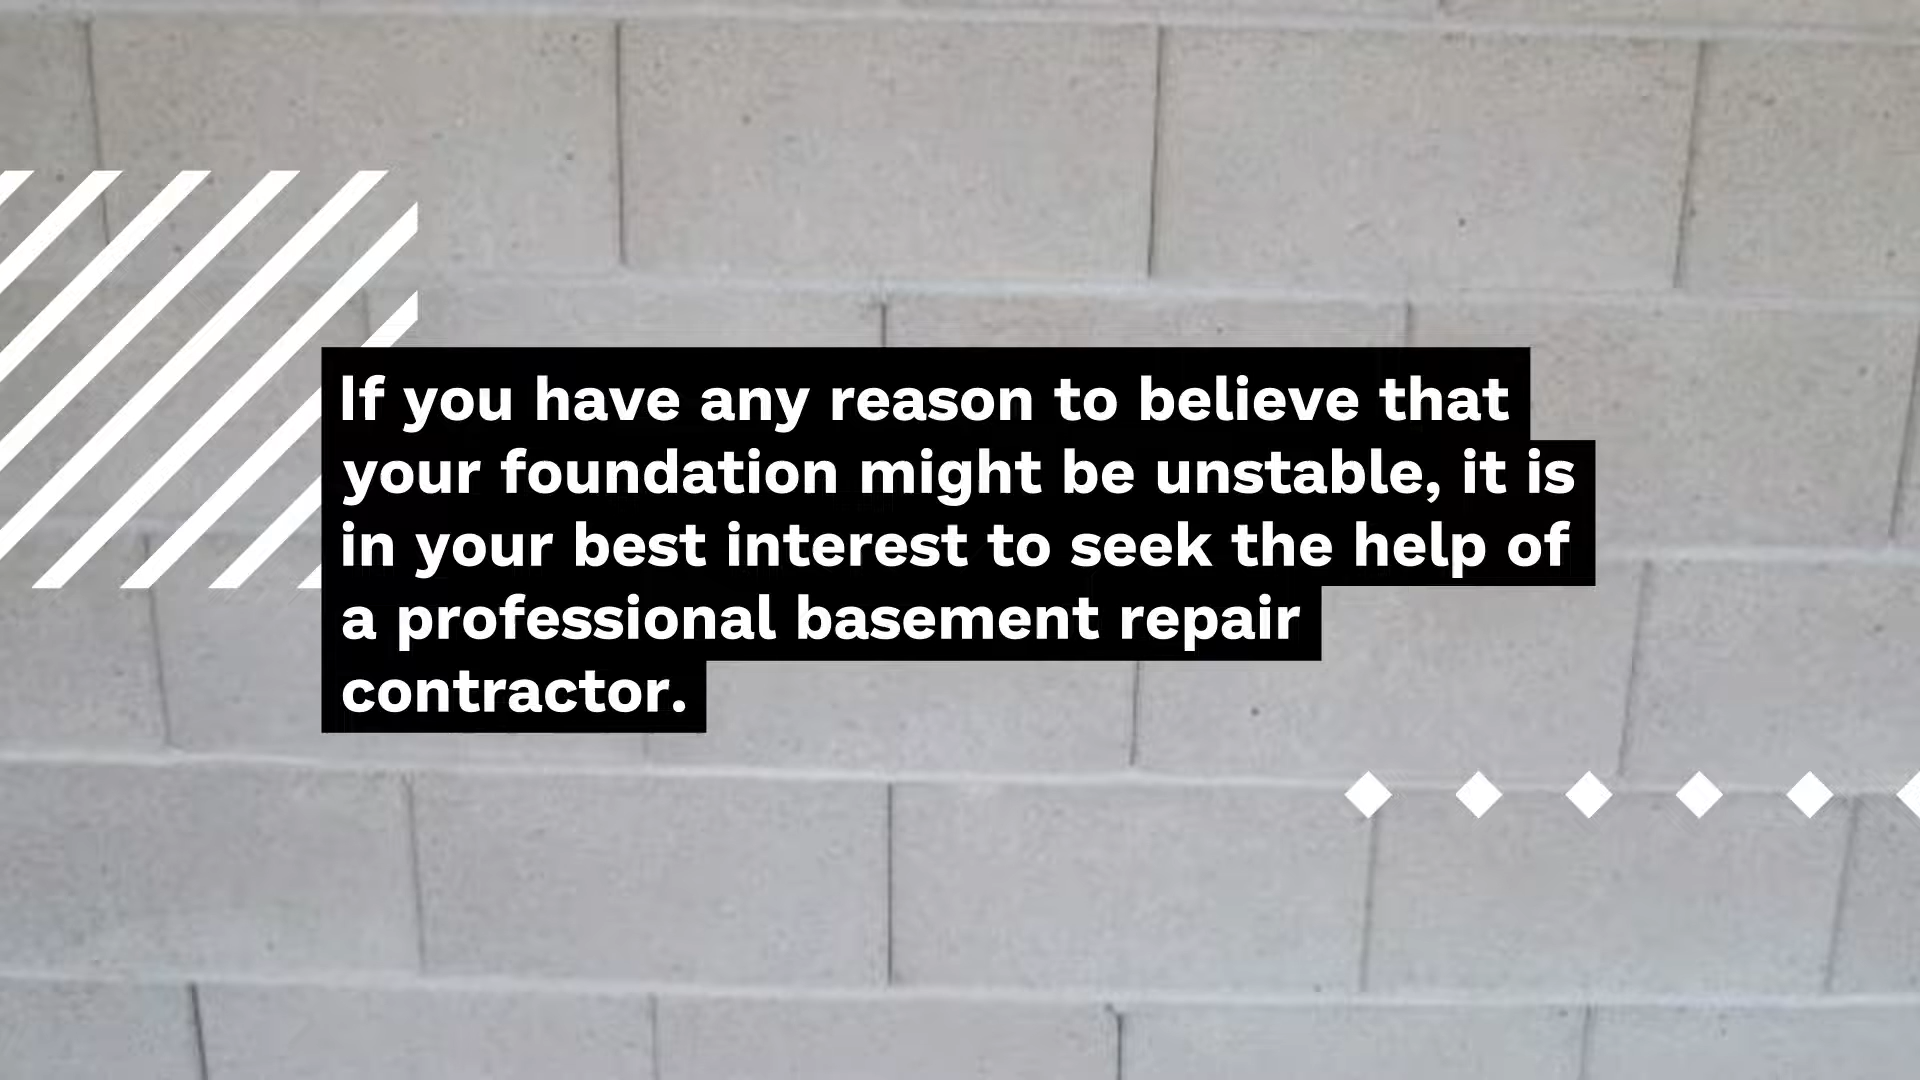 If you have any reason to believe that
your foundation might be unstable, it is
in your best interest to seek the help of
a professional basement repair
contractor.